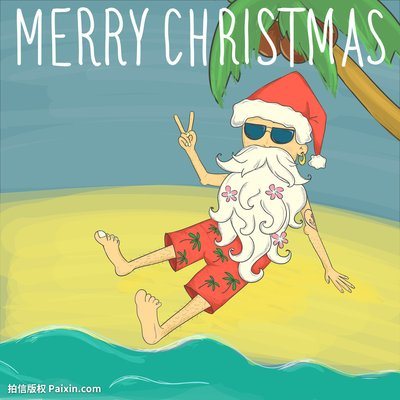 MERRY CHRISTMAS
拍信版权 Paixin.com